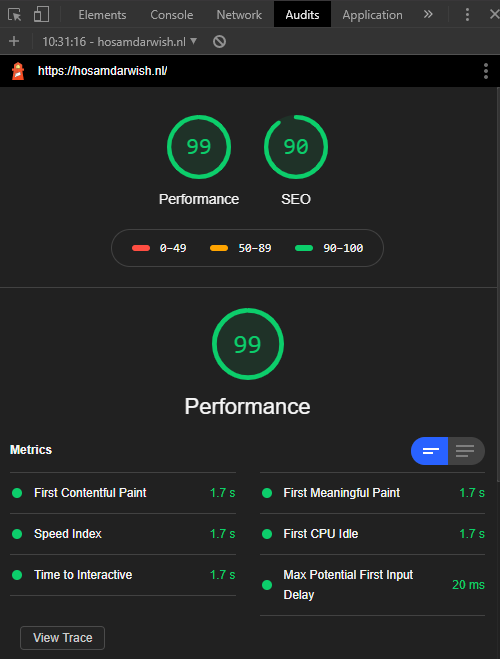 Elements Console Network Audits Application »
+ 10:31:16 - hosamdarwish.nl ▼
https://hosamdarwish.nl/
99 90
Performance SEO
0–49 50–89 90–100
99
Performance
Metrics
First Contentful Paint 1.7 s
First Meaningful Paint 1.7 s
Speed Index 1.7 s
First CPU Idle 1.7 s
Time to Interactive 1.7 s
Max Potential First Input
Delay 20 ms
View Trace